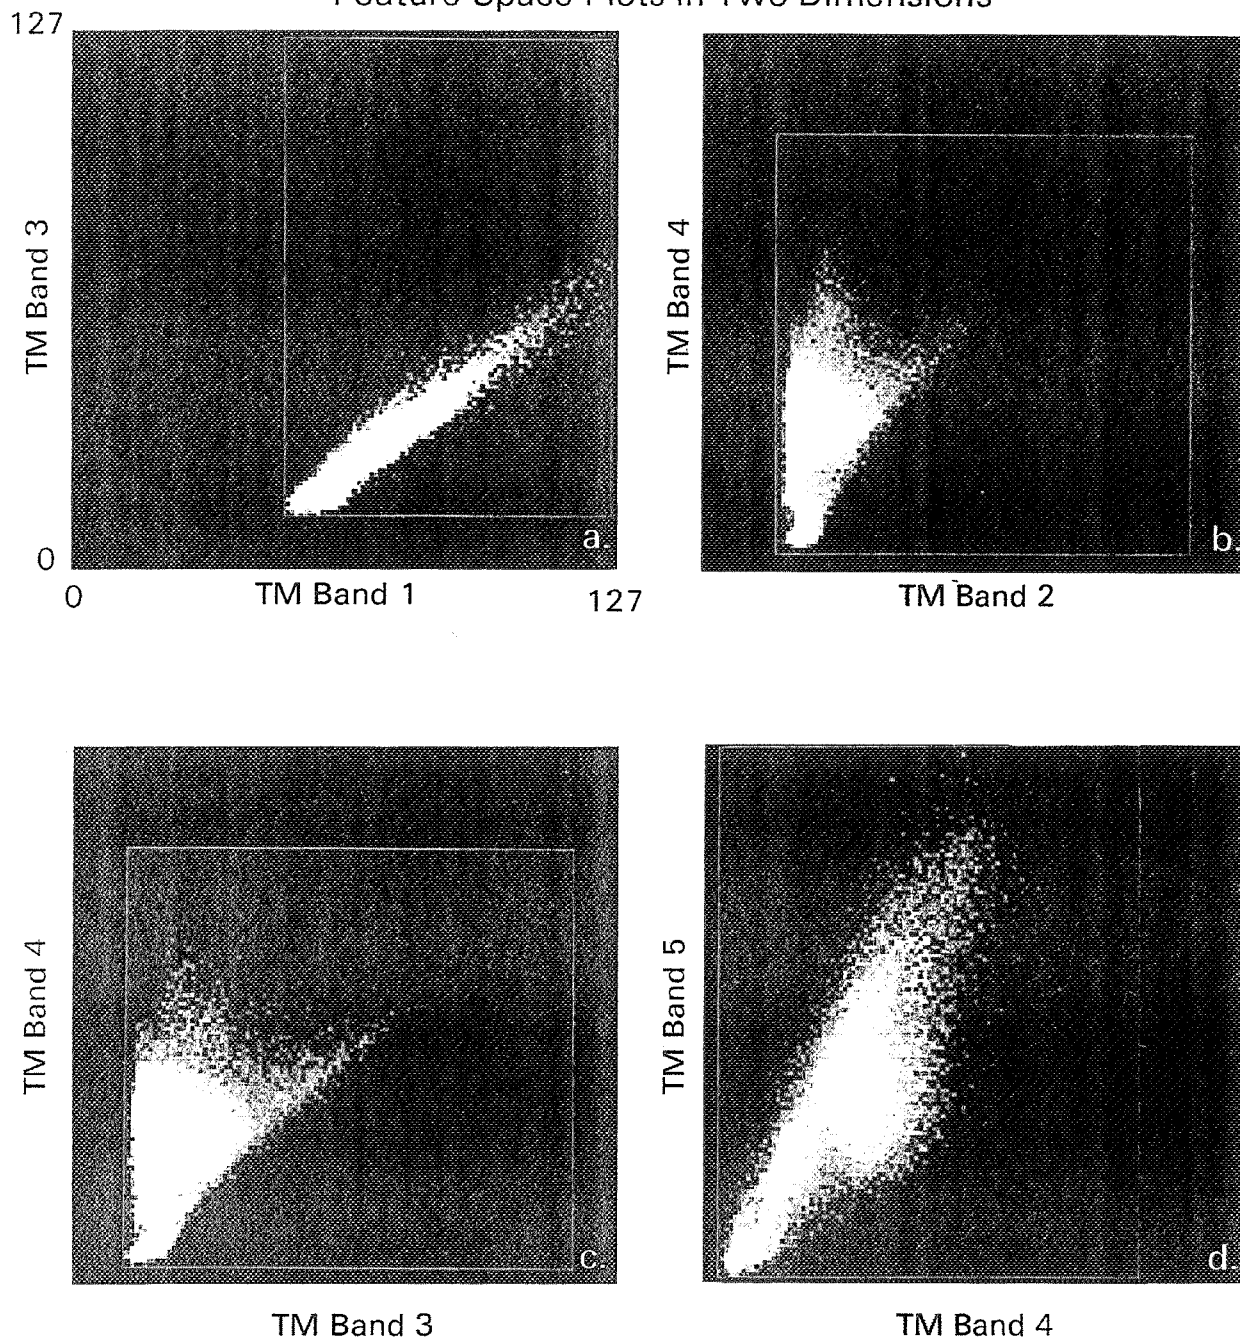 Feature Space Plots in Two Dimensions
127
TM Band 3
a.
0
0
TM Band 1
127
TM Band 4
b.
TM Band 2
TM Band 4
c.
TM Band 3
TM Band 5
d.
TM Band 4